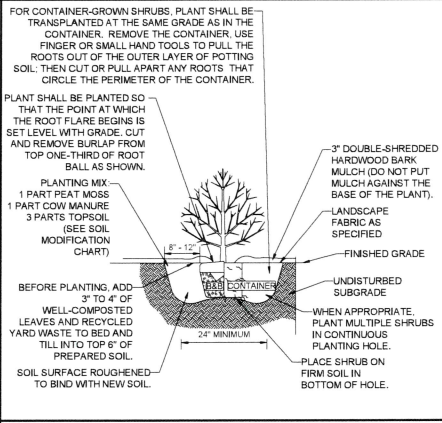 FOR CONTAINER-GROWN SHRUBS, PLANT SHALL BE
TRANSPLANTED AT THE SAME GRADE AS IN THE
CONTAINER. REMOVE THE CONTAINER, USE
FINGER OR SMALL HAND TOOLS TO PULL THE
ROOTS OUT OF THE OUTER LAYER OF POTTING
SOIL; THEN CUT OR PULL APART ANY ROOTS THAT
CIRCLE THE PERIMETER OF THE CONTAINER.
PLANT SHALL BE PLANTED SO
THAT THE POINT AT WHICH
THE ROOT FLARE BEGINS IS
SET LEVEL WITH GRADE. CUT
AND REMOVE BURLAP FROM
TOP ONE-THIRD OF ROOT
BALL AS SHOWN.
PLANTING MIX:
1 PART PEAT MOSS
1 PART COW MANURE
3 PARTS TOPSOIL
(SEE SOIL
MODIFICATION
CHART)
8" - 12"
BEFORE PLANTING, ADD
3" TO 4" OF
WELL-COMPOSTED
LEAVES AND RECYCLED
YARD WASTE TO BED AND
TILL INTO TOP 6" OF
PREPARED SOIL.
SOIL SURFACE ROUGHENED
TO BIND WITH NEW SOIL.
B&B
CONTAINER
24" MINIMUM
3" DOUBLE-SHREDDED
HARDWOOD BARK
MULCH (DO NOT PUT
MULCH AGAINST THE
BASE OF THE PLANT).
LANDSCAPE
FABRIC AS
SPECIFIED
FINISHED GRADE
UNDISTURBED
SUBGRADE
WHEN APPROPRIATE,
PLANT MULTIPLE SHRUBS
IN CONTINUOUS
PLANTING HOLE.
PLACE SHRUB ON
FIRM SOIL IN
BOTTOM OF HOLE.